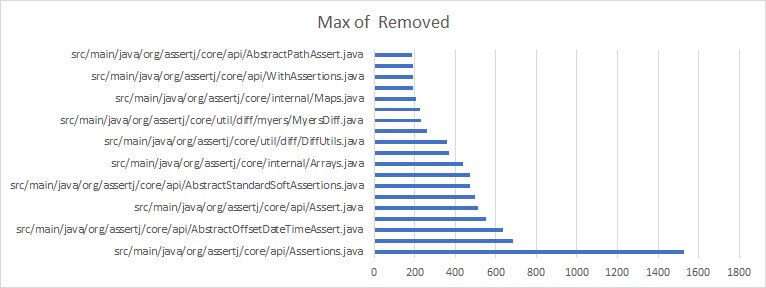 Max of  Removed
src/main/java/org/assertj/core/api/AbstractPathAssert.java
src/main/java/org/assertj/core/api/WithAssertions.java
src/main/java/org/assertj/core/internal/Maps.java
src/main/java/org/assertj/core/util/diff/myers/MyersDiff.java
src/main/java/org/assertj/core/util/diff/DiffUtils.java
src/main/java/org/assertj/core/internal/Arrays.java
src/main/java/org/assertj/core/api/AbstractStandardSoftAssertions.java
src/main/java/org/assertj/core/api/Assert.java
src/main/java/org/assertj/core/api/AbstractOffsetDateTimeAssert.java
src/main/java/org/assertj/core/api/Assertions.java
0 200 400 600 800 1000 1200 1400 1600 1800